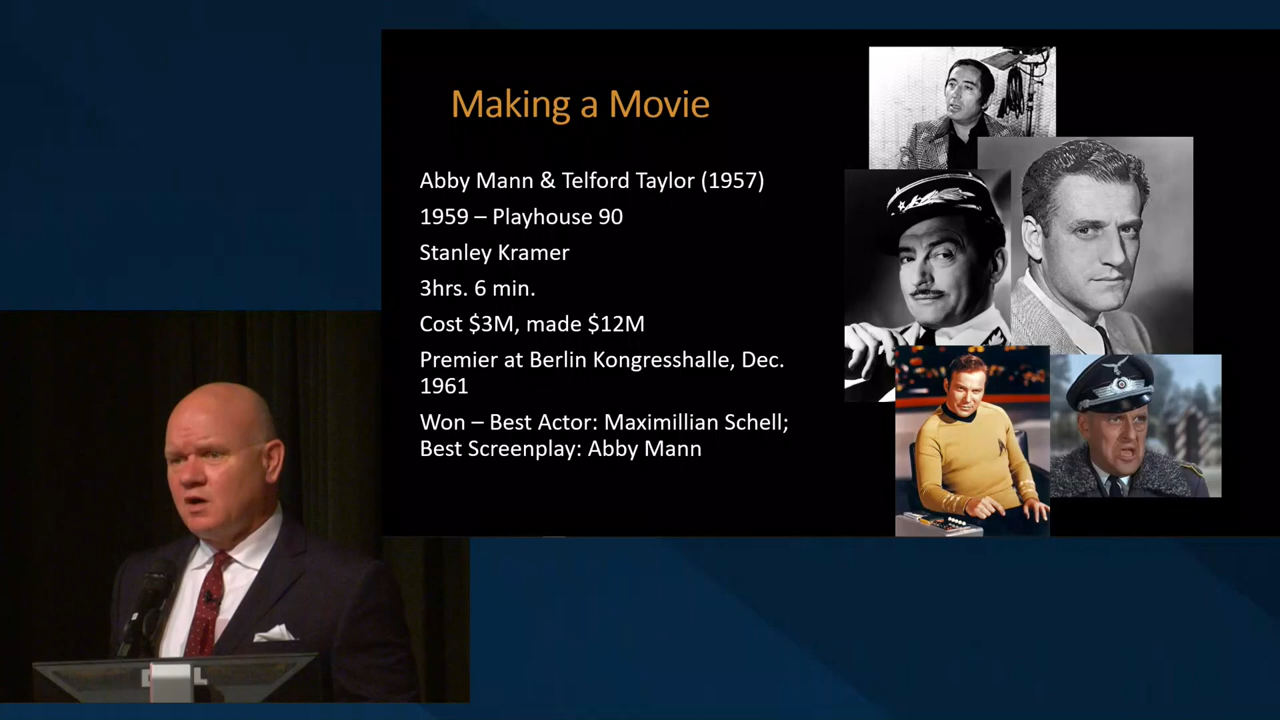 Making a Movie
Abby Mann & Telford Taylor (1957)
1959 – Playhouse 90
Stanley Kramer
3hrs. 6 min.
Cost $3M, made $12M
Premier at Berlin Kongresshalle, Dec.
1961
Won – Best Actor: Maximillian Schell;
Best Screenplay: Abby Mann